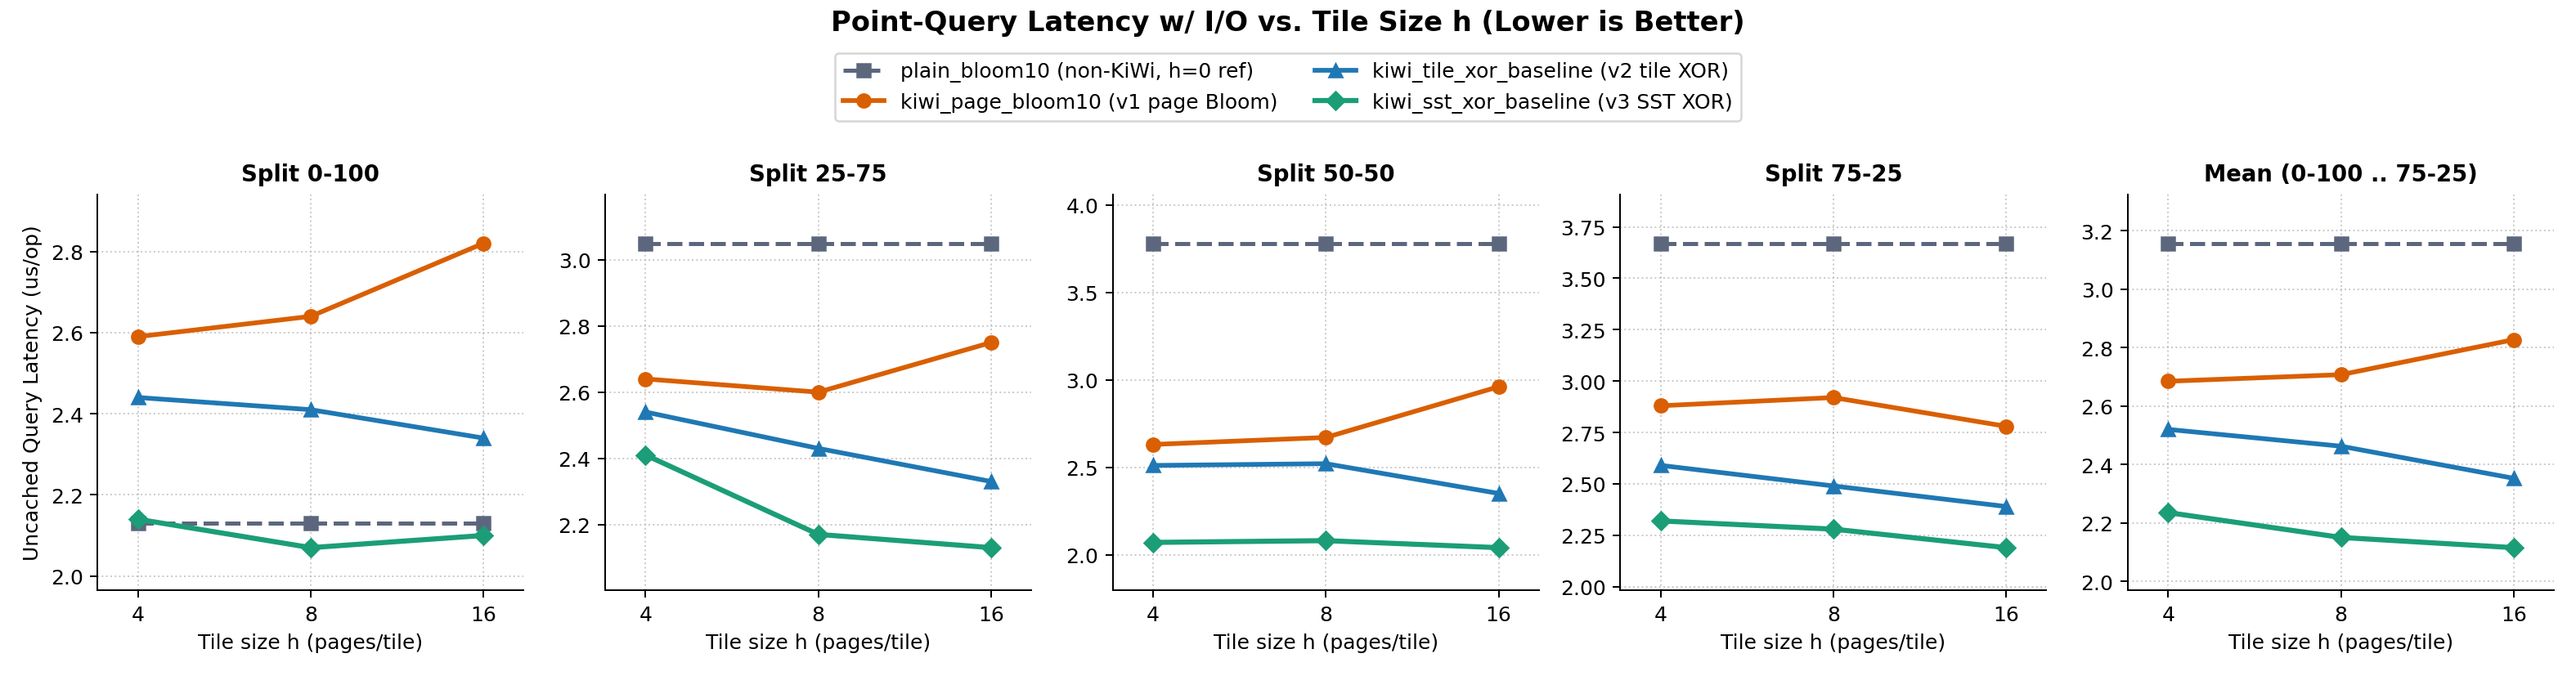 Point-Query Latency w/ I/O vs. Tile Size h (Lower is Better)
plain_bloom10 (non-KiWi, h=0 ref)
kiwi_page_bloom10 (v1 page Bloom)
kiwi_tile_xor_baseline (v2 tile XOR)
kiwi_sst_xor_baseline (v3 SST XOR)
Uncached Query Latency (us/op)
Split 0-100
2.8
2.6
2.4
2.2
2.0
4 8 16
Tile size h (pages/tile)
Split 25-75
3.0
2.8
2.6
2.4
2.2
4 8 16
Tile size h (pages/tile)
Split 50-50
4.0
3.5
3.0
2.5
2.0
4 8 16
Tile size h (pages/tile)
Split 75-25
3.75
3.50
3.25
3.00
2.75
2.50
2.25
2.00
4 8 16
Tile size h (pages/tile)
Mean (0-100 .. 75-25)
3.2
3.0
2.8
2.6
2.4
2.2
2.0
4 8 16
Tile size h (pages/tile)